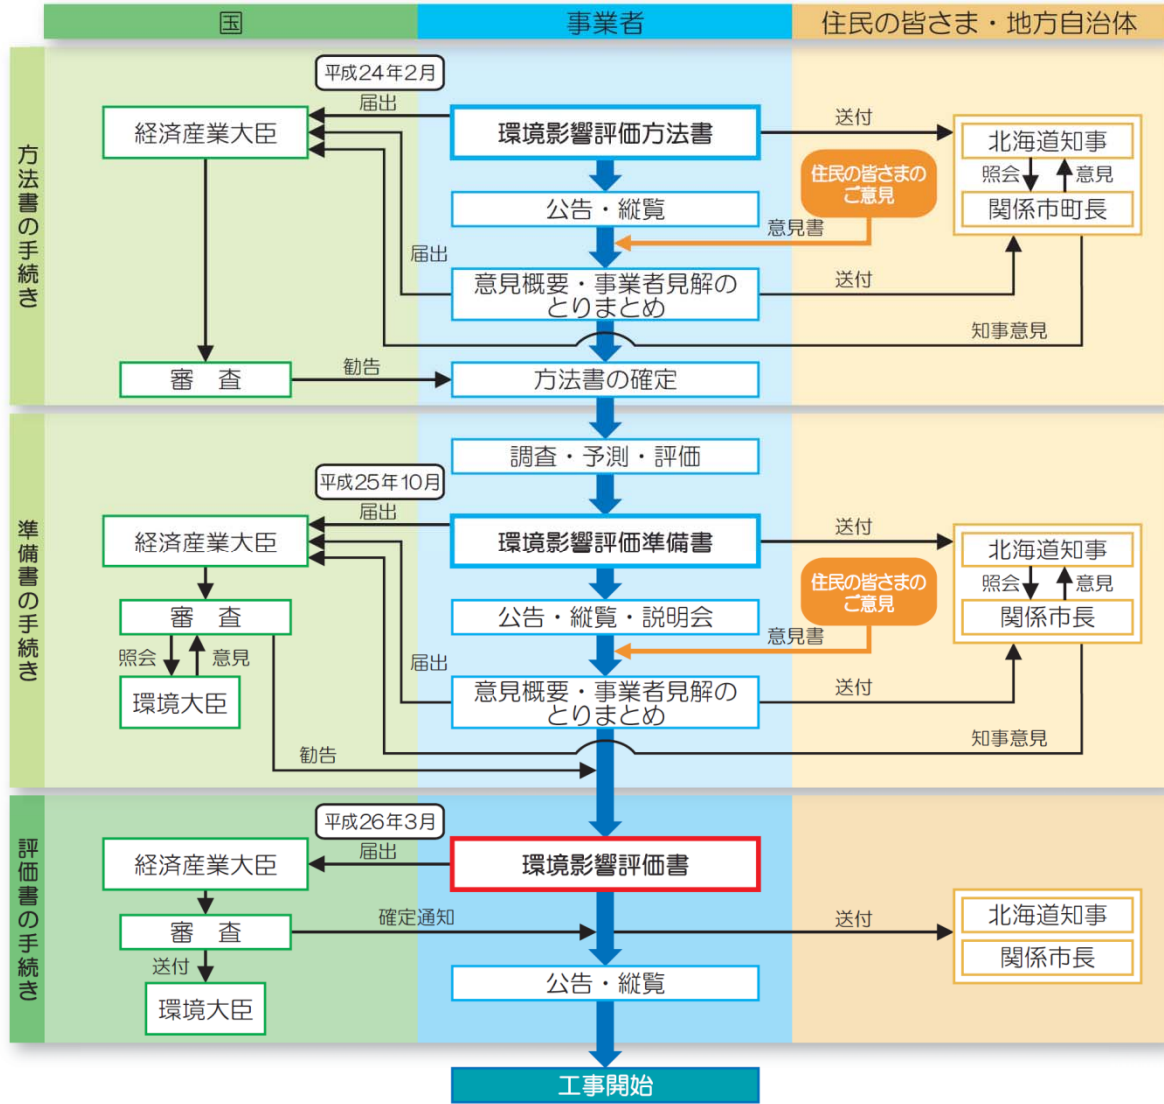 国
事業者
住民の皆さま・地方自治体
方法書の手続き
平成24年2月
届出
経済産業大臣
環境影響評価方法書
送付
北海道知事
照会
意見
関係市町長
住民の皆さまの
ご意見
公告・縦覧
意見書
届出
意見概要・事業者見解の
とりまとめ
送付
知事意見
審 査
勧告
方法書の確定
準備書の手続き
調査・予測・評価
平成25年10月
届出
経済産業大臣
環境影響評価準備書
送付
北海道知事
照会
意見
関係市長
住民の皆さまの
ご意見
審 査
公告・縦覧・説明会
意見書
照会
意見
届出
環境大臣
意見概要・事業者見解の
とりまとめ
送付
知事意見
勧告
評価書の手続き
平成26年3月
届出
経済産業大臣
環境影響評価書
審 査
確定通知
送付
北海道知事
関係市長
送付
環境大臣
公告・縦覧
工事開始